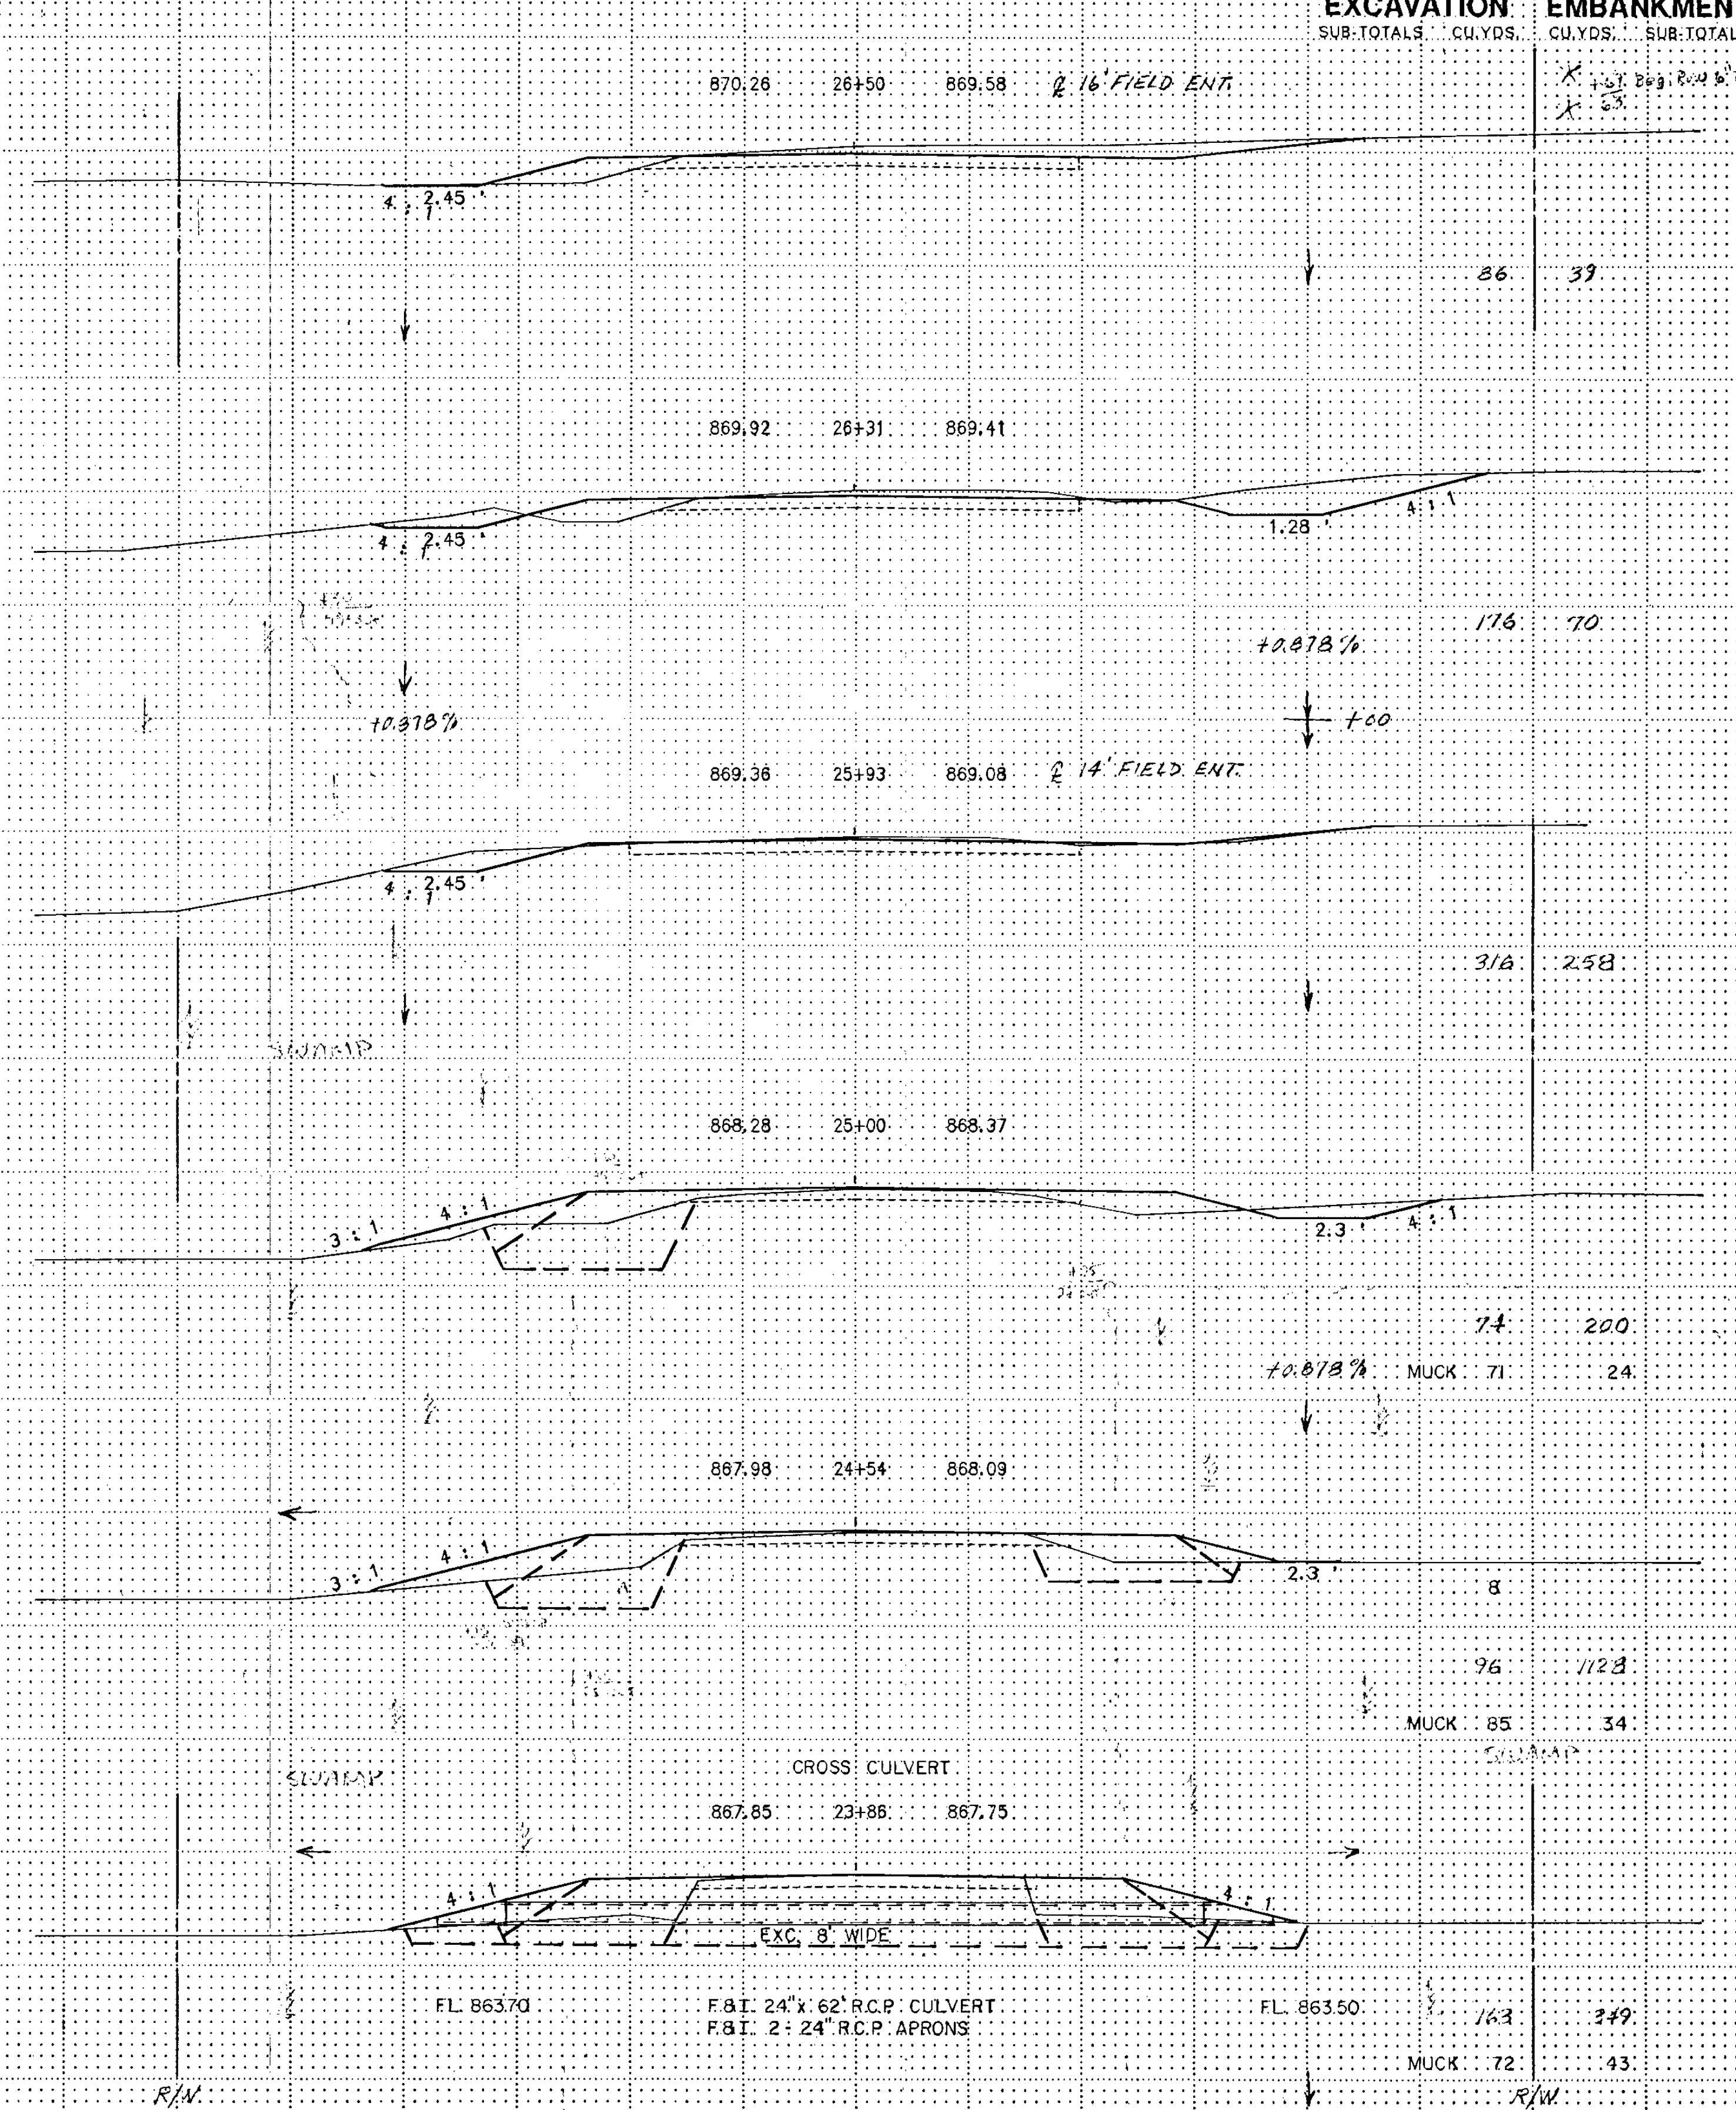 EXCAVATION EMBANKMEN
SUB-TOTALS CU.YDS. CU.YDS. SUB-TOTAL
870.26 26+50 869.58 ℄ 16' FIELD ENT.
2.45'
4 : 1
86 39
869.92 26+31 869.41
4 : 1
1.28'
2.45'
4 : 1
176 70
+0.878%
+0.378%
+00
869.36 25+93 869.08 ℄ 14' FIELD ENT.
2.45'
4 : 1
316 258
SWAMP
868.28 25+00 868.37
3 : 1 4 : 1
2.3' 4 : 1
74 200
+0.878% MUCK 71 24
867.98 24+54 868.09
3 : 1 4 : 1
2.3'
8
96 1128
MUCK 85 34
SWAMP
CROSS CULVERT
SWAMP
867.85 23+86 867.75
4 : 1 4 : 1
EXC. 8' WIDE
FL. 863.70 F.&I. 24" x 62' R.C.P. CULVERT FL. 863.50
163 349
F.&I. 2 - 24" R.C.P. APRONS
MUCK 72 43
R/W R/W